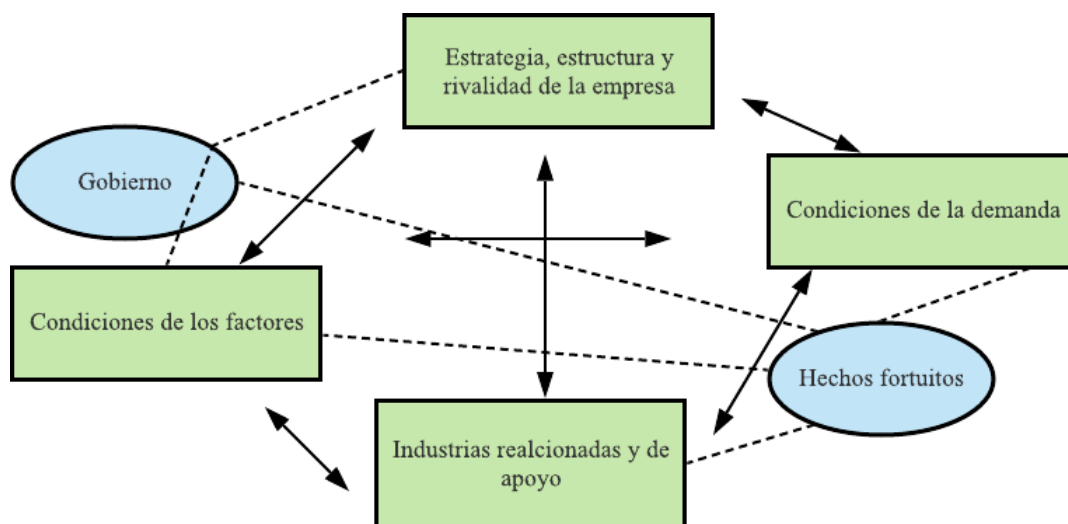 Estrategia, estructura y
rivalidad de la empresa
Gobierno
Condiciones de la demanda
Condiciones de los factores
Hechos fortuitos
Industrias realcionadas y de
apoyo